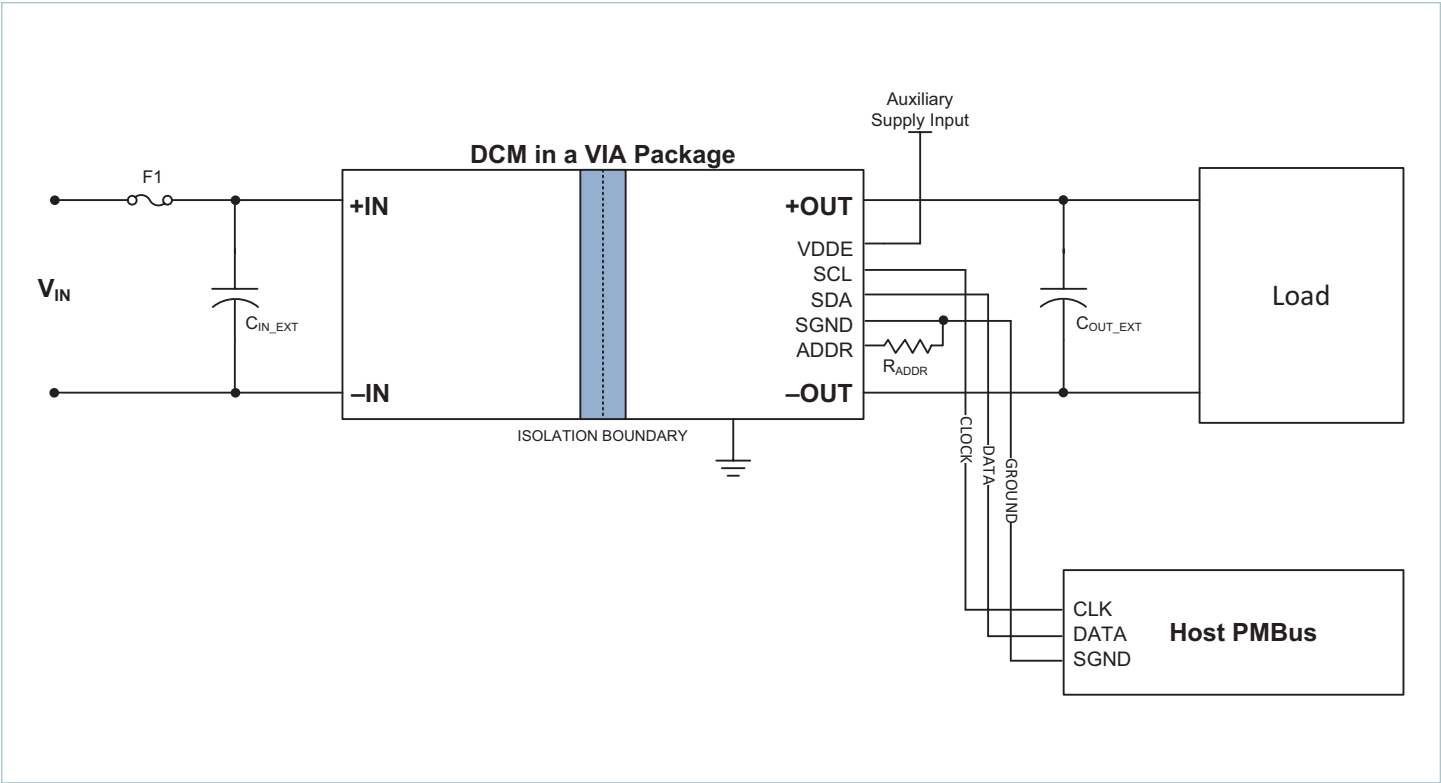 Auxiliary
Supply Input
DCM in a VIA Package
F1
+IN
+OUT
VDDE
SCL
SDA
SGND
ADDR
R_ADDR
V_IN
C_IN_EXT
C_OUT_EXT
Load
–IN
–OUT
ISOLATION BOUNDARY
CLOCK
DATA
GROUND
CLK
DATA
SGND
Host PMBus